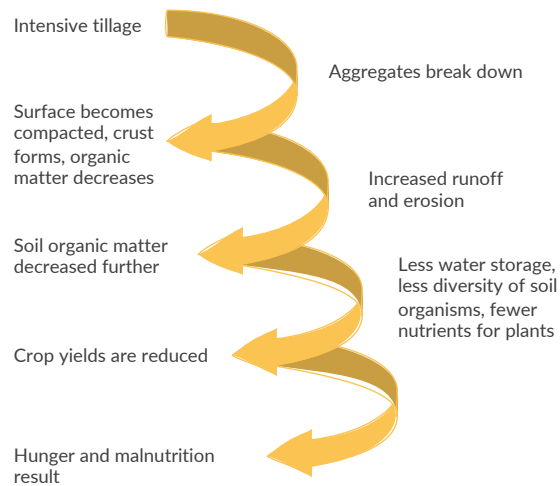 Intensive tillage
Aggregates break down
Surface becomes
compacted, crust
forms, organic
matter decreases
Increased runoff
and erosion
Soil organic matter
decreased further
Less water storage,
less diversity of soil
organisms, fewer
nutrients for plants
Crop yields are reduced
Hunger and malnutrition
result